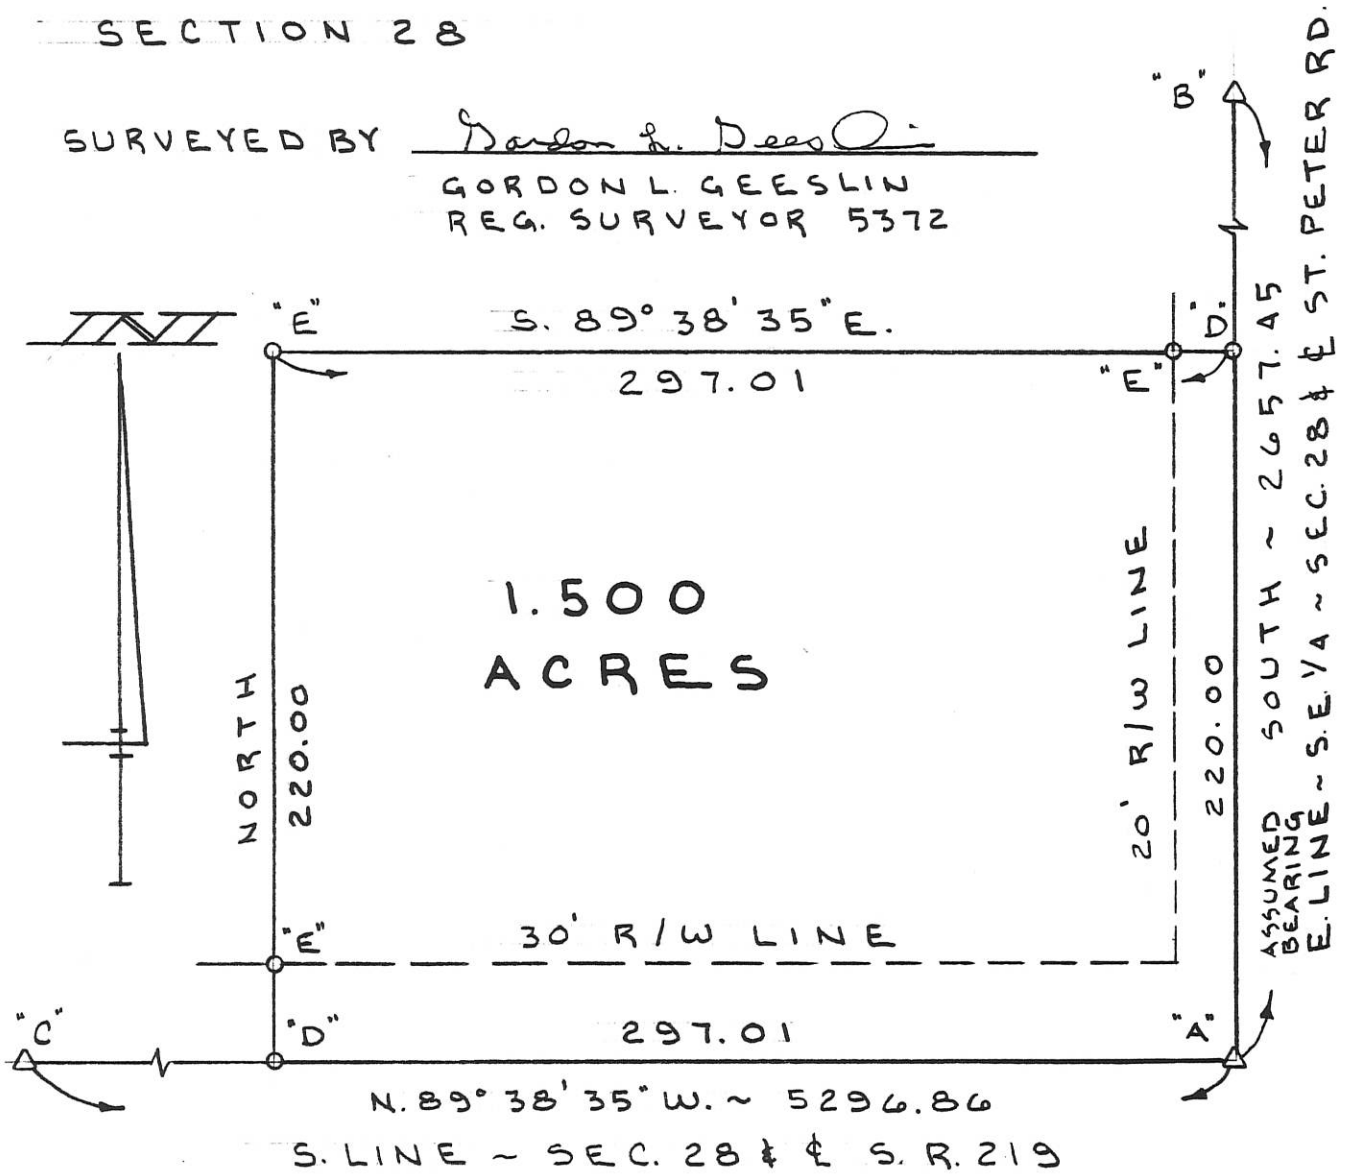 SECTION 28
SURVEYED BY Gordon L. Geeslin
GORDON L. GEESLIN
REG. SURVEYOR 5372
"B"
N
"E"
S. 89° 38' 35" E.
"D"
297.01
"E"
1.500
ACRES
NORTH
220.00
20' R/W LINE
220.00
SOUTH ~ 2657.45
ASSUMED
BEARING
E. LINE ~ S.E. 1/4 ~ SEC. 28 & ℄ ST. PETER RD.
"E"
30' R/W LINE
"C"
"D"
297.01
"A"
N. 89° 38' 35" W. ~ 5296.86
S. LINE ~ SEC. 28 & ℄ S. R. 219